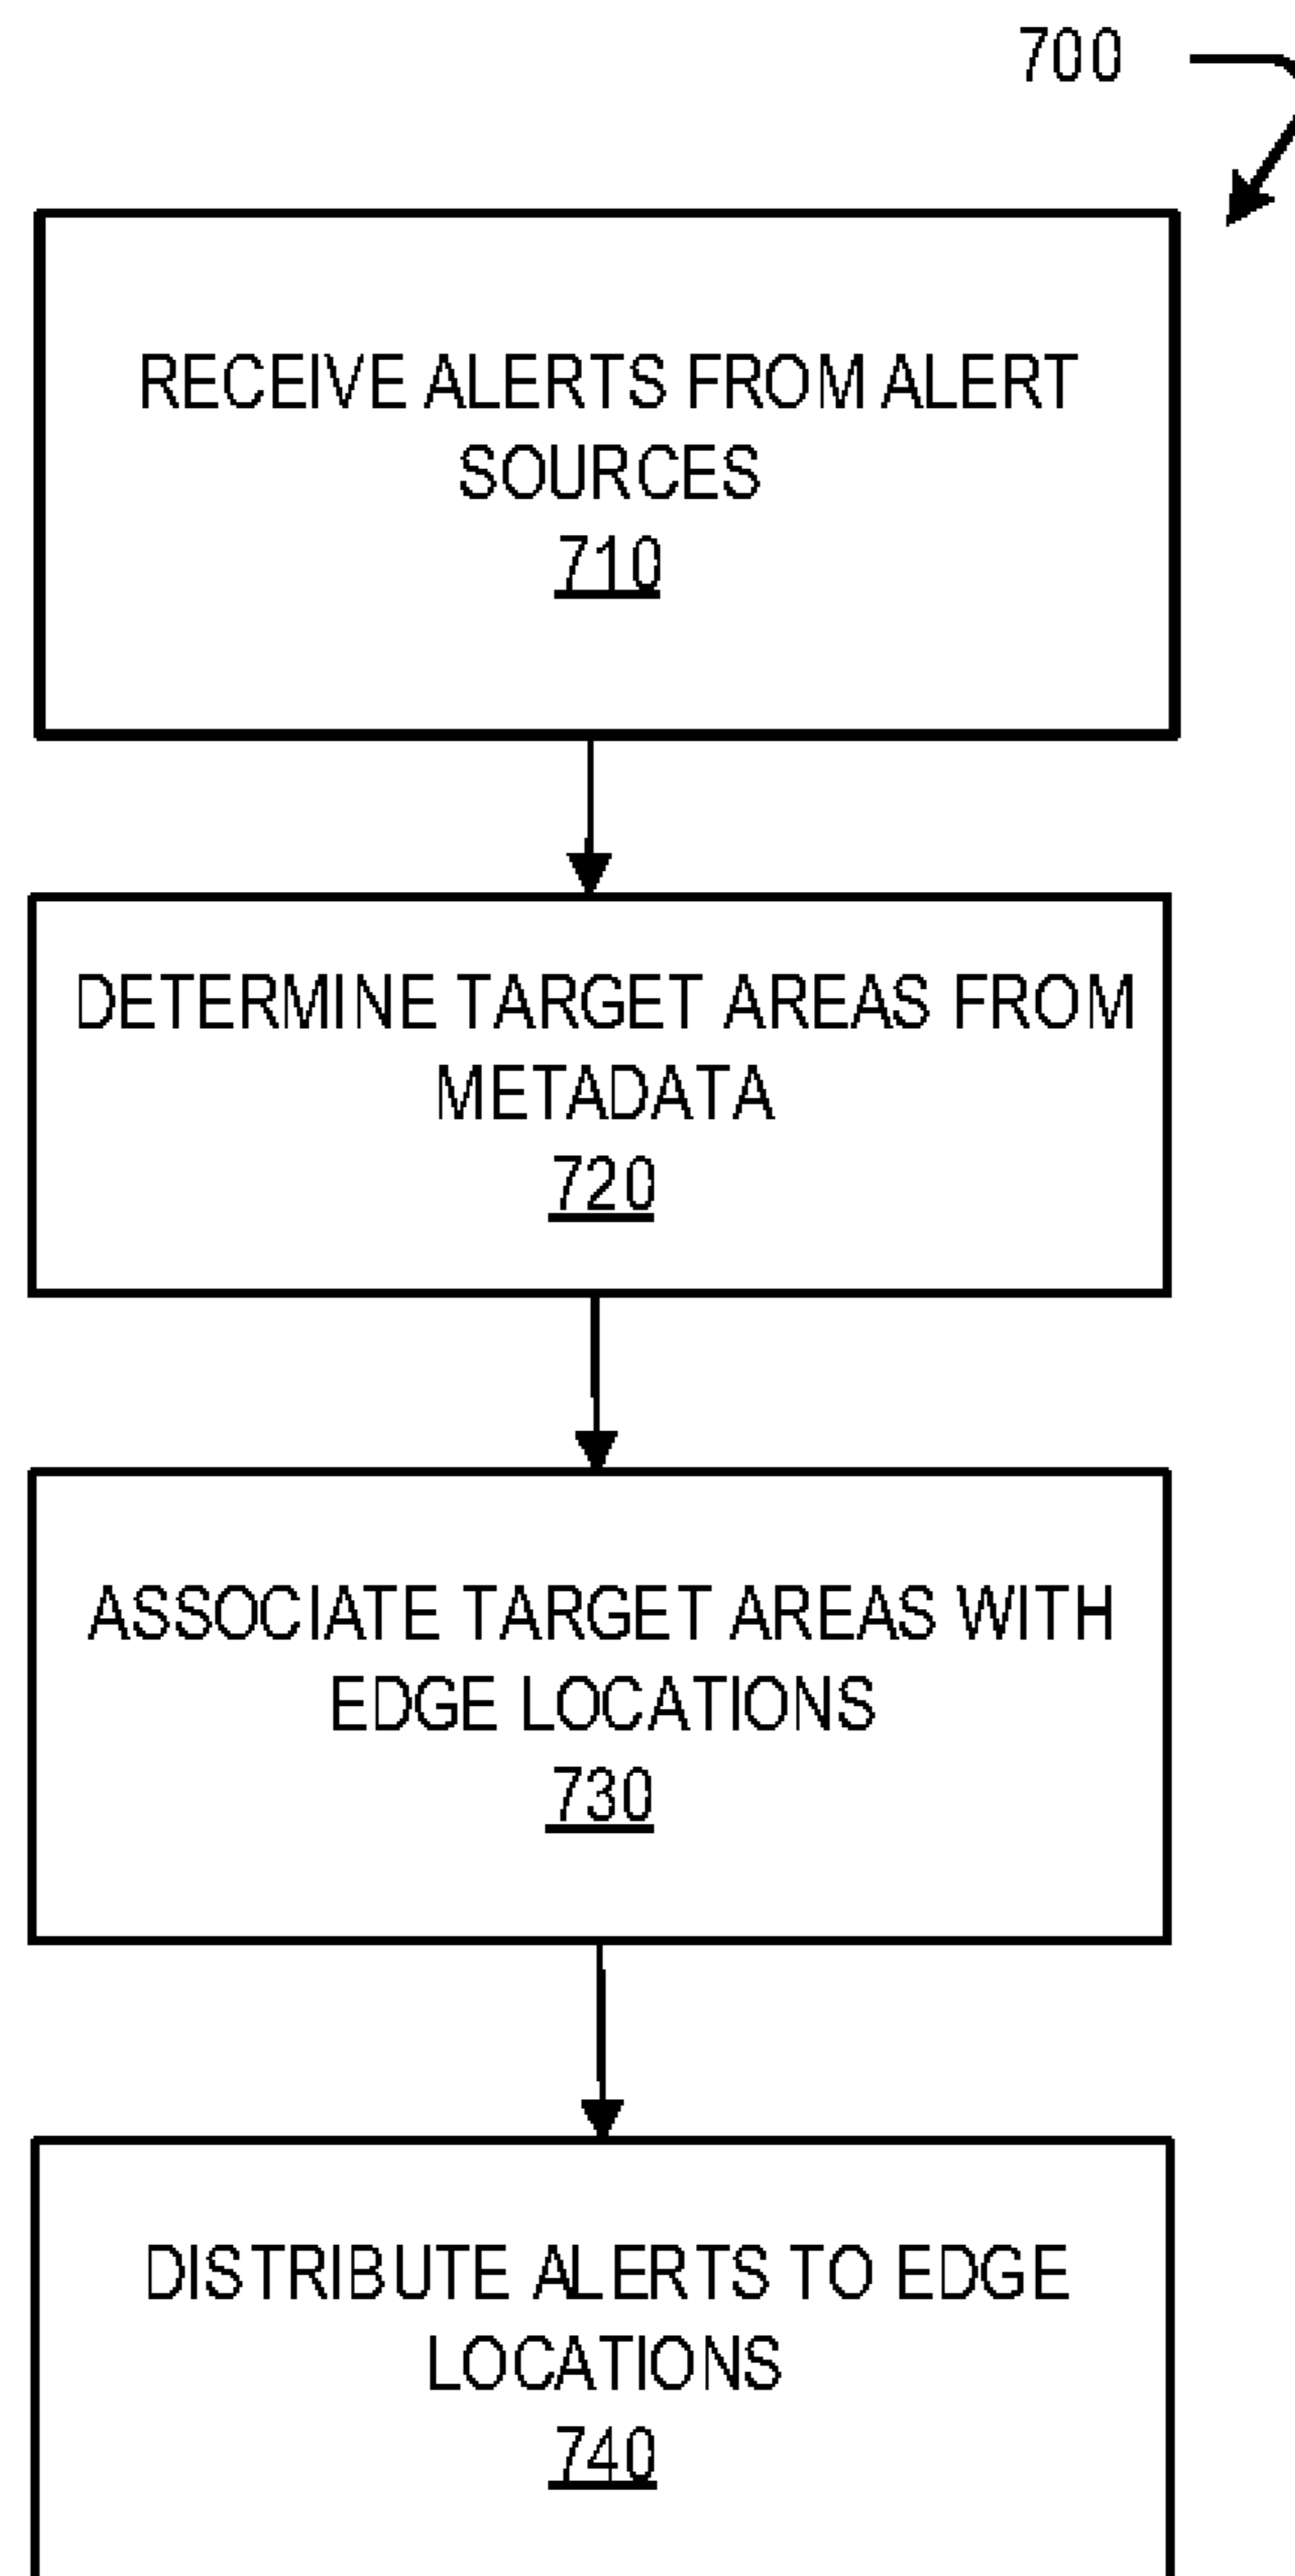 700
RECEIVE ALERTS FROM ALERT
SOURCES
710
DETERMINE TARGET AREAS FROM
METADATA
720
ASSOCIATE TARGET AREAS WITH
EDGE LOCATIONS
730
DISTRIBUTE ALERTS TO EDGE
LOCATIONS
740